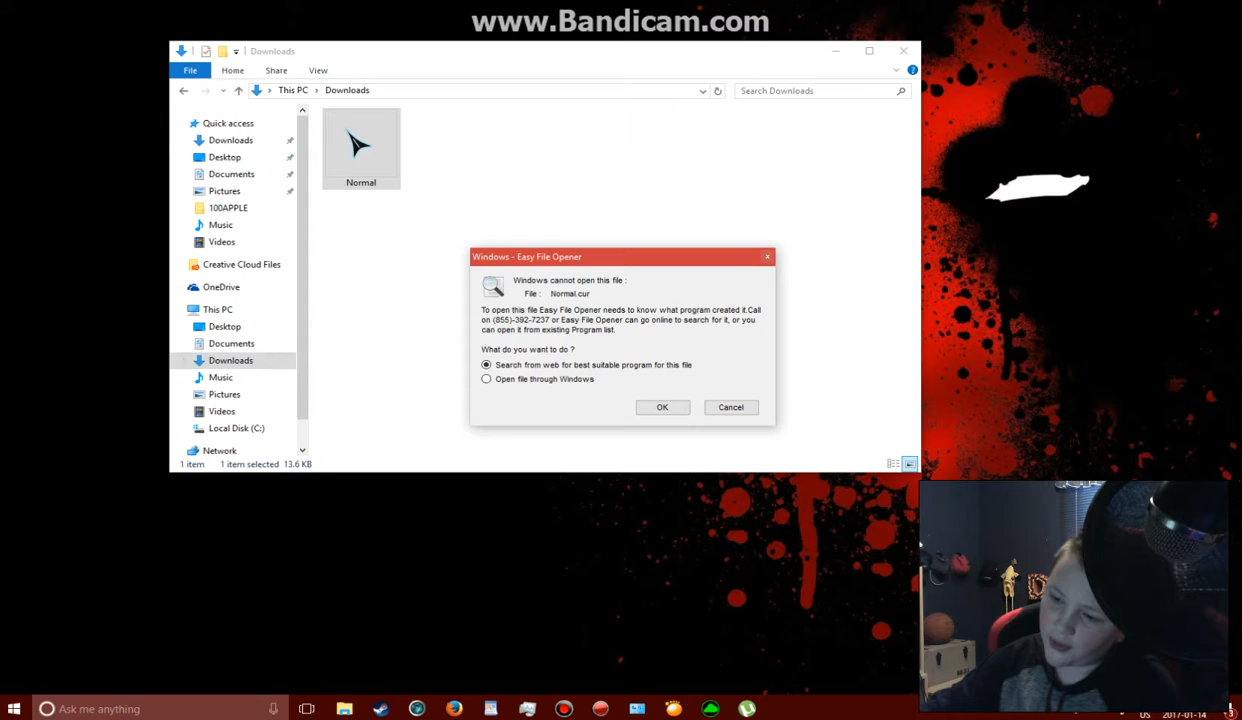 www.Bandicam.com
Downloads
File Home Share View
This PC Downloads
Search Downloads
Quick access
Downloads
Desktop
Documents
Pictures
100APPLE
Music
Videos
Creative Cloud Files
OneDrive
This PC
Desktop
Documents
Downloads
Music
Pictures
Videos
Local Disk (C:)
Network
Normal
1 item 1 item selected 13.6 KB
Windows - Easy File Opener
Windows cannot open this file :
File : Normal.cur
To open this file Easy File Opener needs to know what program created it.Call
on (855)-392-7237 or Easy File Opener can go online to search for it, or you
can open it from existing Program list.
What do you want to do ?
Search from web for best suitable program for this file
Open file through Windows
OK Cancel
Ask me anything
US 2017-01-14